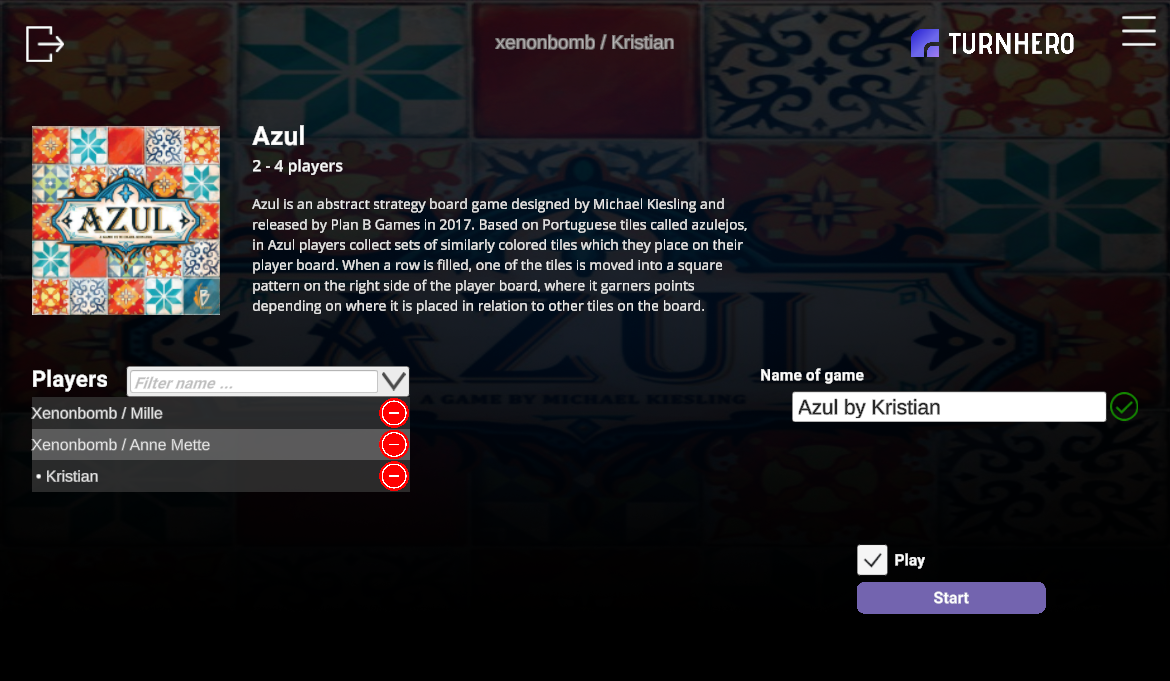 xenonbomb / Kristian
TURNHERO
AZUL
Azul
2 - 4 players
Azul is an abstract strategy board game designed by Michael Kiesling and
released by Plan B Games in 2017. Based on Portuguese tiles called azulejos,
in Azul players collect sets of similarly colored tiles which they place on their
player board. When a row is filled, one of the tiles is moved into a square
pattern on the right side of the player board, where it garners points
depending on where it is placed in relation to other tiles on the board.
AZUL
A GAME BY MICHAEL KIESLING
Players
Filter name ...
Xenonbomb / Mille
Xenonbomb / Anne Mette
• Kristian
Name of game
Azul by Kristian
Play
Start